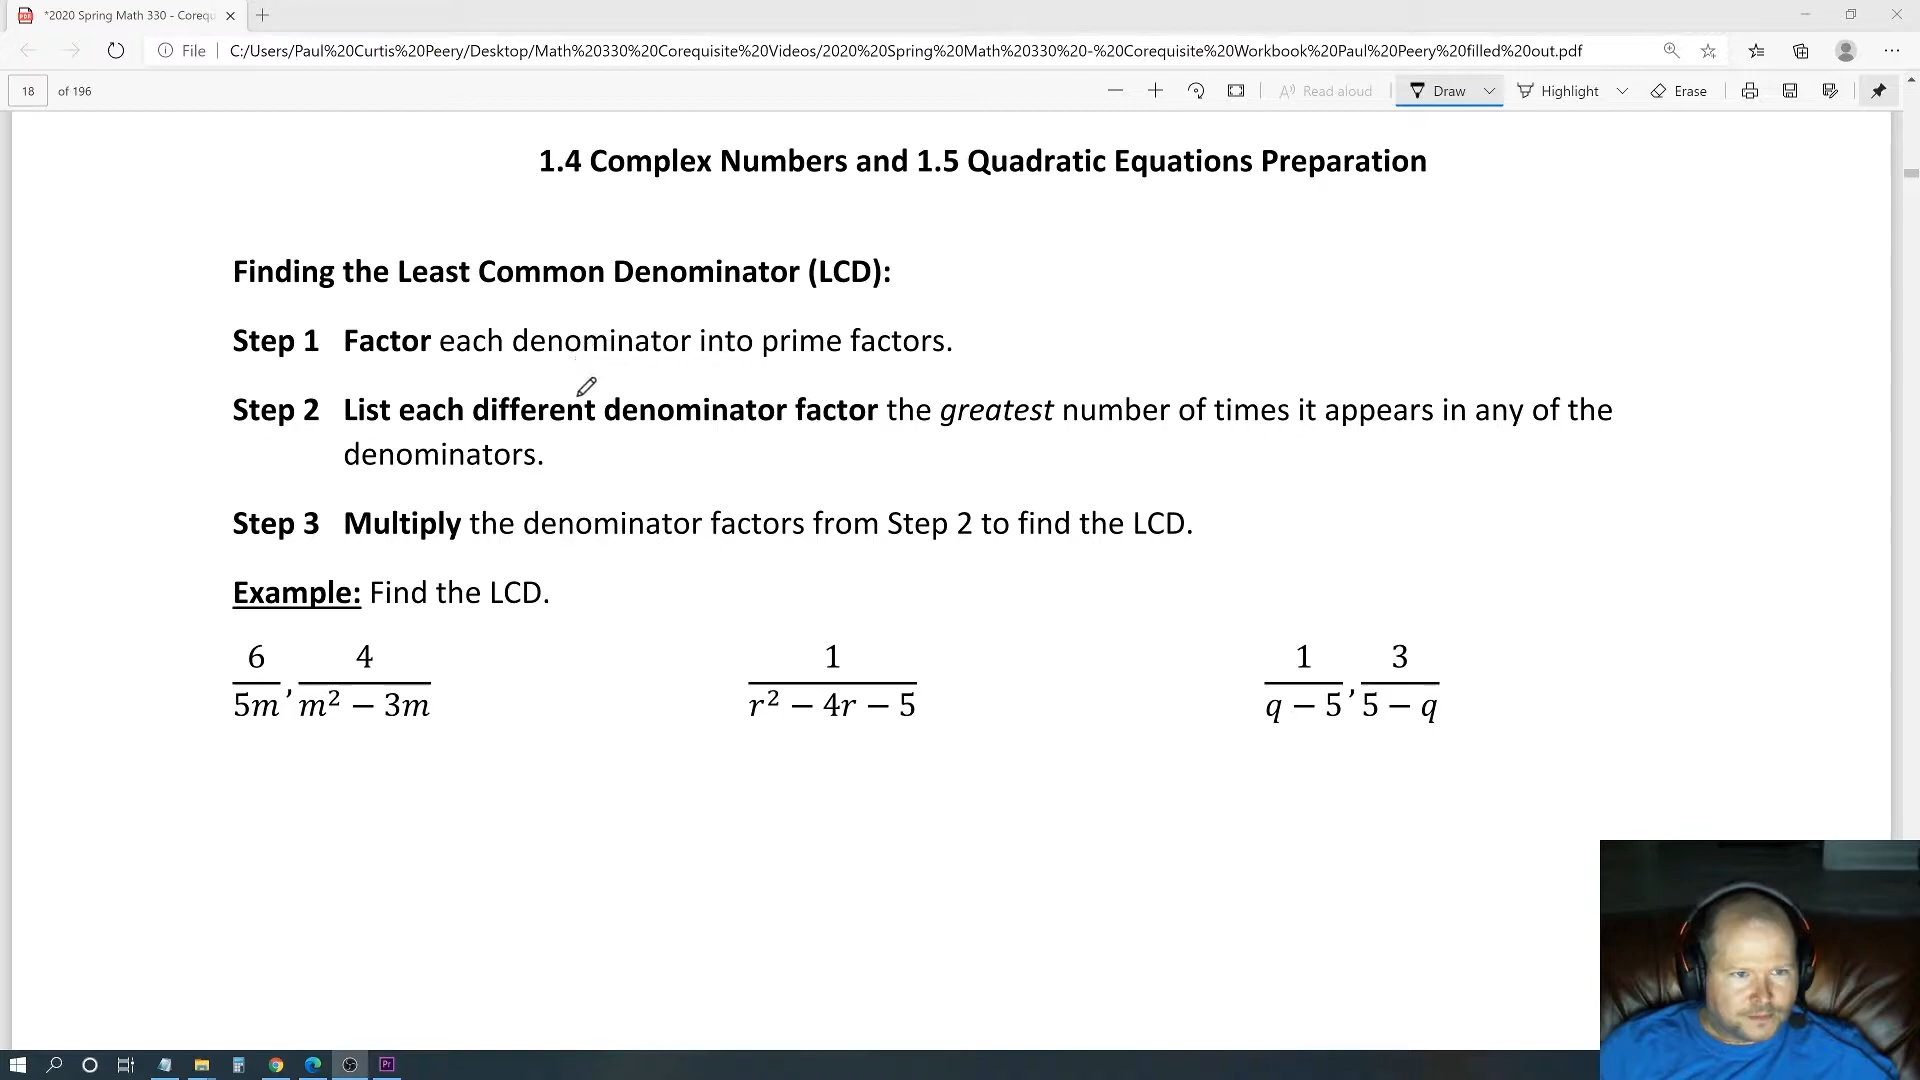 *2020 Spring Math 330 - Corequ
File
C:/Users/Paul%20Curtis%20Peery/Desktop/Math%20330%20Corequisite%20Videos/2020%20Spring%20Math%20330%20-%20Corequisite%20Workbook%20Paul%20Peery%20filled%20out.pdf
18 of 196
Read aloud
Draw
Highlight
Erase
1.4 Complex Numbers and 1.5 Quadratic Equations Preparation
Finding the Least Common Denominator (LCD):
Step 1 Factor each denominator into prime factors.
Step 2 List each different denominator factor the greatest number of times it appears in any of the
denominators.
Step 3 Multiply the denominator factors from Step 2 to find the LCD.
Example: Find the LCD.
6/5m, 4/m² − 3m
1/r² − 4r − 5
1/q − 5, 3/5 − q
Pr